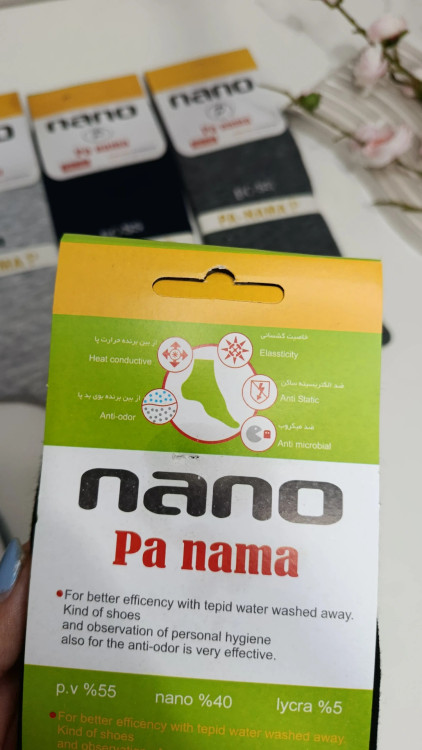 nano
nano
Pa nama
nano
Pa nama
PA-NAMA
PA-NAMA
از بین برنده حرارت پا
Heat conductive
خاصیت کشسانی
Elassticity
ضد الکتریسیته ساکن
Anti Static
از بین برنده بوی بد پا
Anti-odor
ضد میکروب
Anti microbial
nano
Pa nama
•For better efficency with tepid water washed away.
Kind of shoes
and observation of personal hygiene
also for the anti-odor is very effective.
p.v %55 nano %40 lycra %5
•For better efficency with tepid water washed away.
Kind of shoes